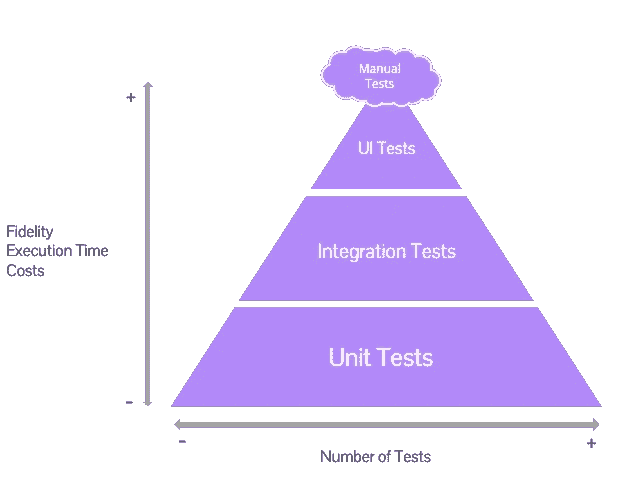 Manual
Tests
+
UI Tests
Fidelity
Execution Time
Costs
Integration Tests
Unit Tests
-
-
+
Number of Tests